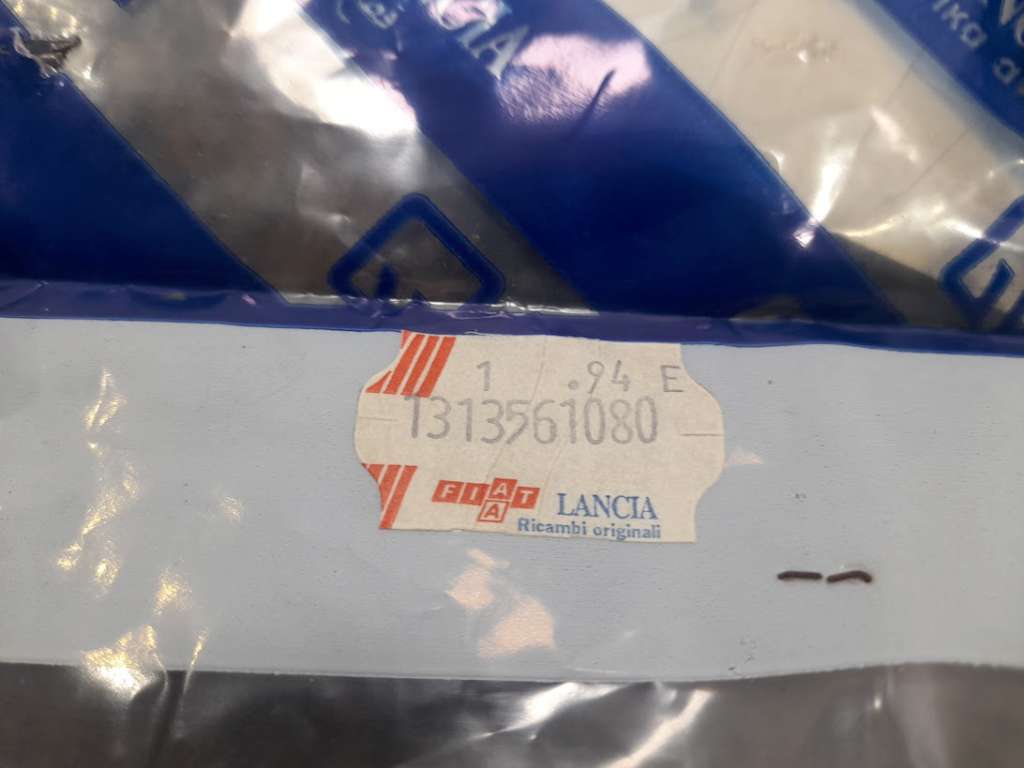 1 .94 E
1313561080
FIAT LANCIA
Ricambi originali